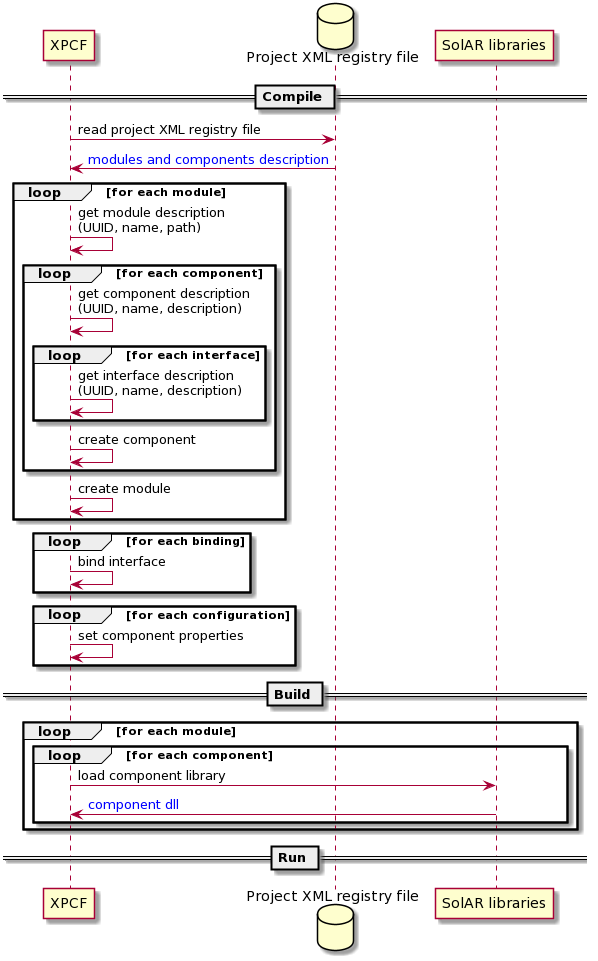 XPCF
Project XML registry file
SolAR libraries
Compile
read project XML registry file
modules and components description
loop [for each module]
get module description
(UUID, name, path)
loop [for each component]
get component description
(UUID, name, description)
loop [for each interface]
get interface description
(UUID, name, description)
create component
create module
loop [for each binding]
bind interface
loop [for each configuration]
set component properties
Build
loop [for each module]
loop [for each component]
load component library
component dll
Run
XPCF
Project XML registry file
SolAR libraries